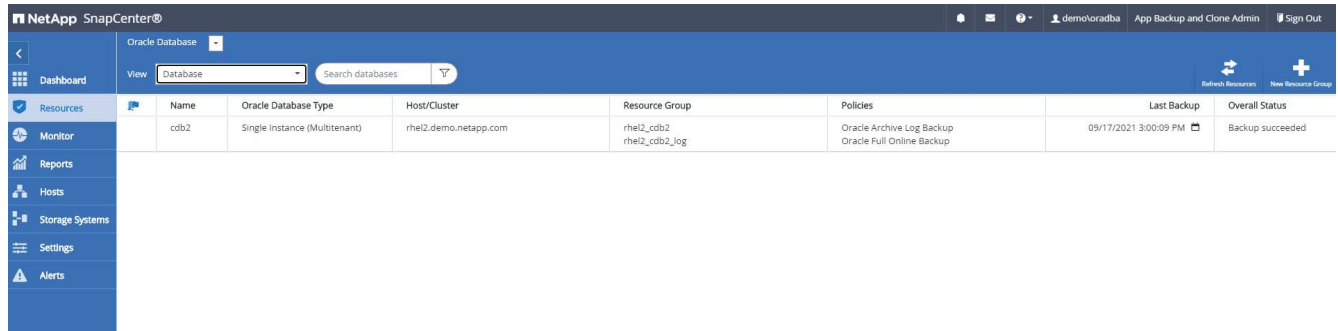 NetApp SnapCenter®
demo\oradba App Backup and Clone Admin Sign Out
Oracle Database
View Database Search databases
Refresh Resources New Resource Group
Dashboard
Resources
Monitor
Reports
Hosts
Storage Systems
Settings
Alerts
Name Oracle Database Type Host/Cluster Resource Group Policies Last Backup Overall Status
cdb2 Single Instance (Multitenant) rhel2.demo.netapp.com rhel2_cdb2 Oracle Archive Log Backup 09/17/2021 3:00:09 PM Backup succeeded
rhel2_cdb2_log Oracle Full Online Backup